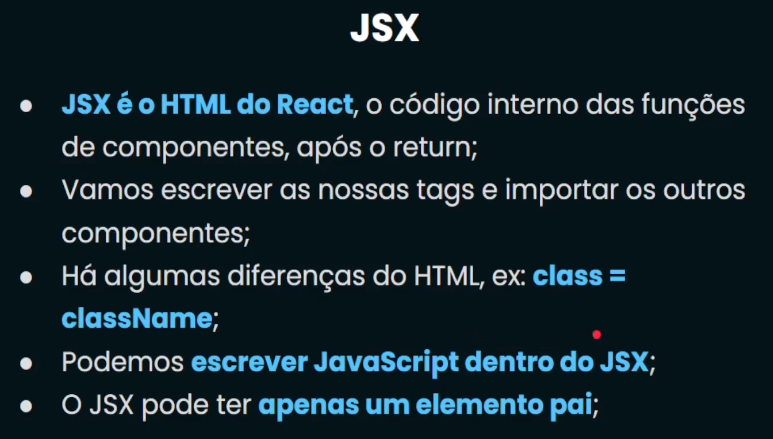 JSX
● JSX é o HTML do React, o código interno das funções
de componentes, após o return;
● Vamos escrever as nossas tags e importar os outros
componentes;
● Há algumas diferenças do HTML, ex: class =
className;
● Podemos escrever JavaScript dentro do JSX;
● O JSX pode ter apenas um elemento pai;